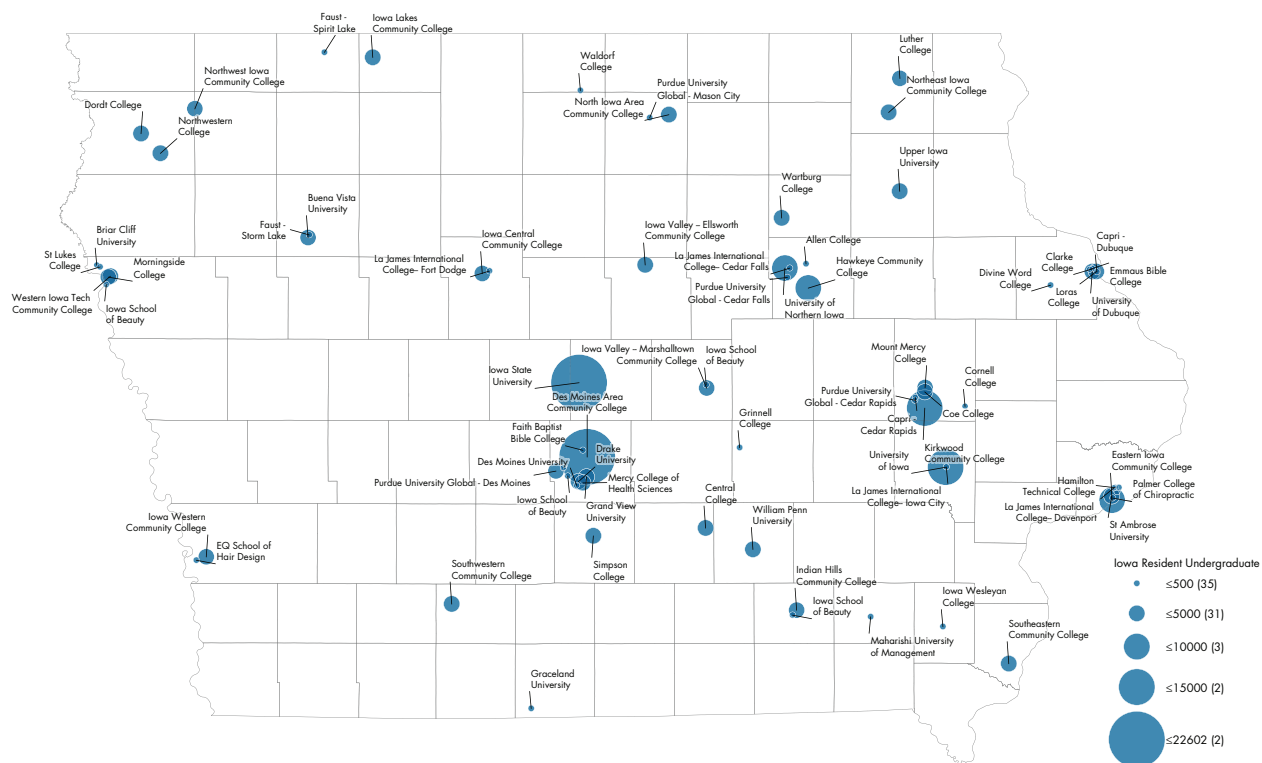 Faust -
Spirit Lake
Iowa Lakes
Community College
Luther
College
Waldorf
College
Northwest Iowa
Community College
Purdue University
Global - Mason City
Northeast Iowa
Community College
Dordt College
North Iowa Area
Community College
Northwestern
College
Upper Iowa
University
Wartburg
College
Buena Vista
University
Faust -
Storm Lake
Iowa Valley – Ellsworth
Community College
Briar Cliff
University
Iowa Central
Community College
Allen College
Capri -
Dubuque
St Lukes
College
Morningside
College
La James International
College– Fort Dodge
La James International
College– Cedar Falls
Hawkeye Community
College
Clarke
College
Divine Word
College
Emmaus Bible
College
Purdue University
Global - Cedar Falls
Loras
College
Western Iowa Tech
Community College
Iowa School
of Beauty
University of
Northern Iowa
University
of Dubuque
Iowa Valley – Marshalltown
Community College
Iowa School
of Beauty
Mount Mercy
College
Iowa State
University
Cornell
College
Purdue University
Global - Cedar Rapids
Des Moines Area
Community College
Grinnell
College
Coe College
Capri -
Cedar Rapids
Faith Baptist
Bible College
Drake
University
Kirkwood
Community College
University
of Iowa
Des Moines University
Eastern Iowa
Community College
Purdue University Global - Des Moines
Mercy College of
Health Sciences
Hamilton
Technical College
Palmer College
of Chiropractic
Central
College
La James International
College– Iowa City
Iowa School
of Beauty
Grand View
University
La James International
College– Davenport
William Penn
University
St Ambrose
University
Iowa Western
Community College
EQ School of
Hair Design
Simpson
College
Southwestern
Community College
Indian Hills
Community College
Iowa School
of Beauty
Iowa Wesleyan
College
Maharishi University
of Management
Southeastern
Community College
Graceland
University
Iowa Resident Undergraduate
≤500 (35)
≤5000 (31)
≤10000 (3)
≤15000 (2)
≤22602 (2)